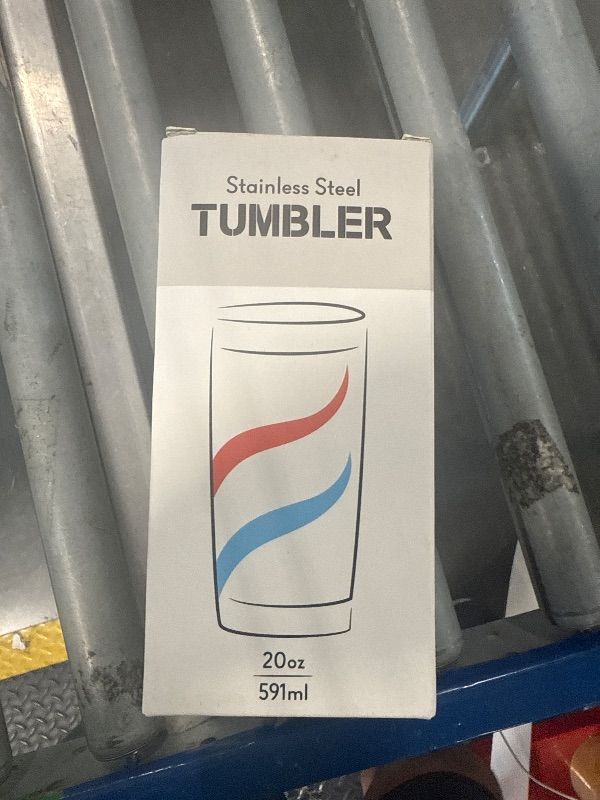 Stainless Steel
TUMBLER
20oz
591ml